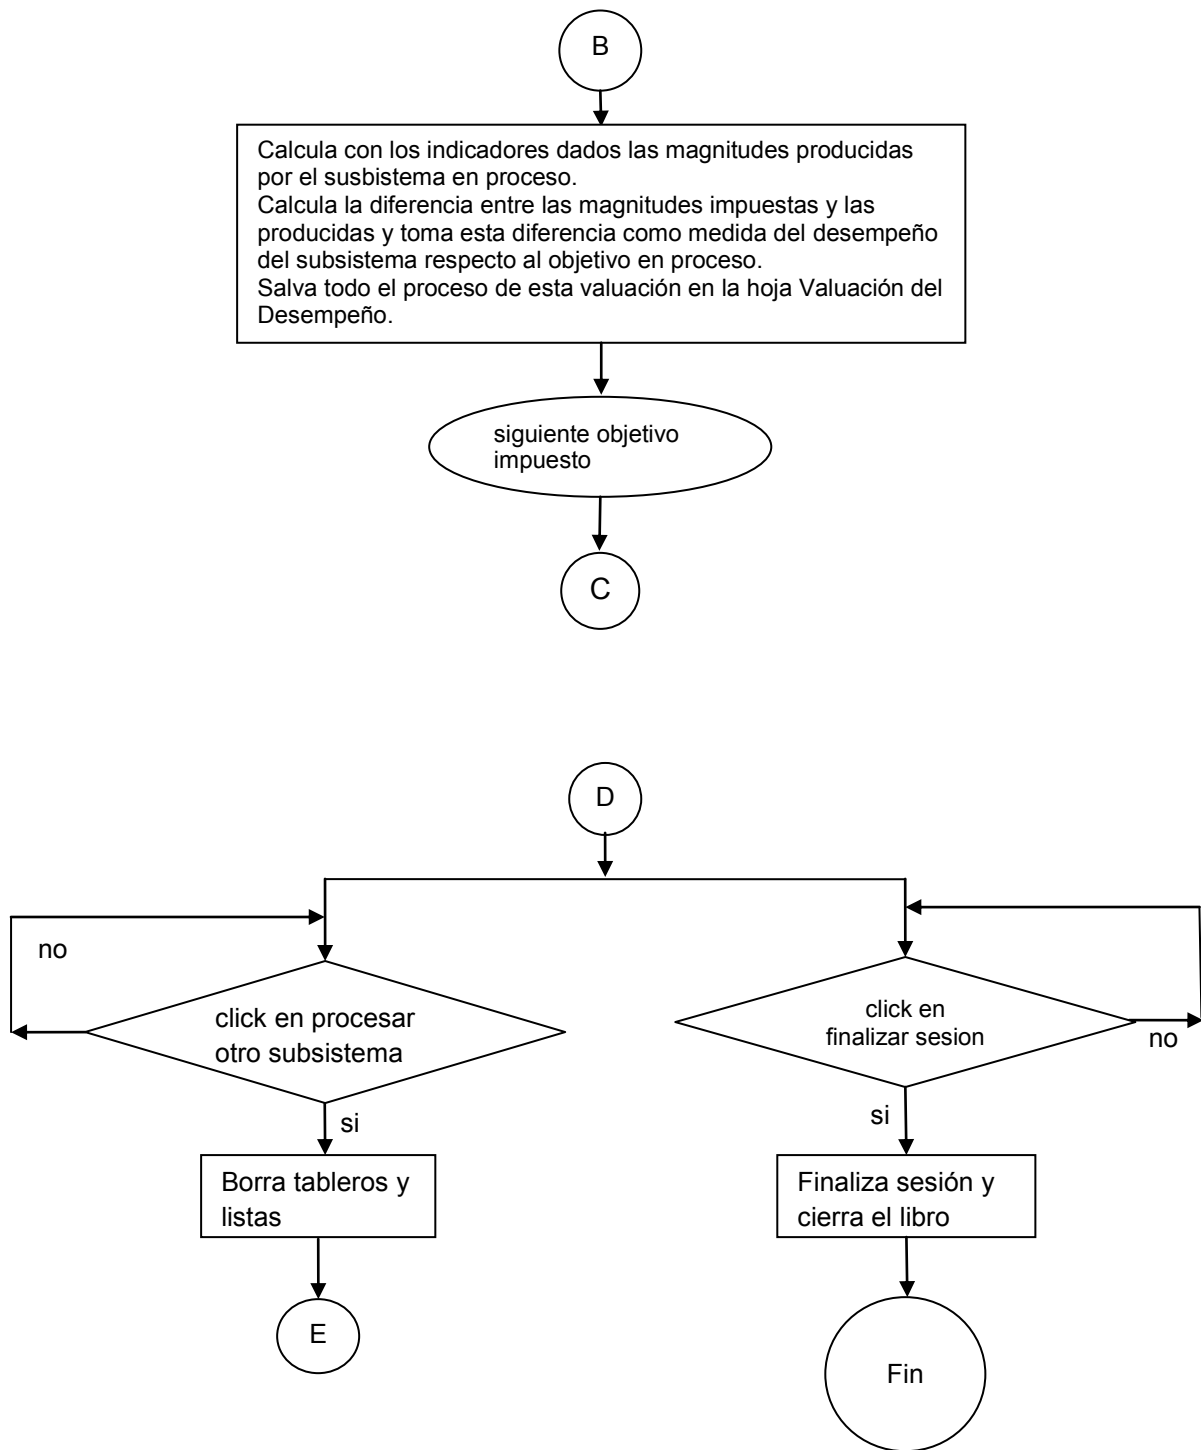 B
Calcula con los indicadores dados las magnitudes producidas
por el susbistema en proceso.
Calcula la diferencia entre las magnitudes impuestas y las
producidas y toma esta diferencia como medida del desempeño
del subsistema respecto al objetivo en proceso.
Salva todo el proceso de esta valuación en la hoja Valuación del
Desempeño.
siguiente objetivo
impuesto
C
D
no
click en procesar
otro subsistema
si
Borra tableros y
listas
E
click en
finalizar sesion
no
si
Finaliza sesión y
cierra el libro
Fin